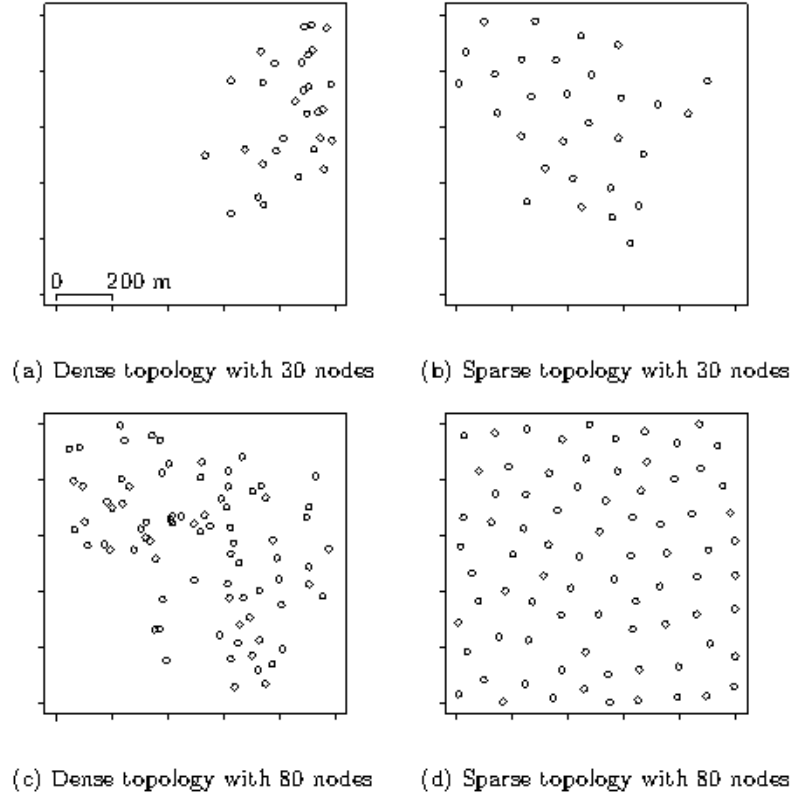 0 200 m
(a) Dense topology with 30 nodes
(b) Sparse topology with 30 nodes
(c) Dense topology with 80 nodes
(d) Sparse topology with 80 nodes